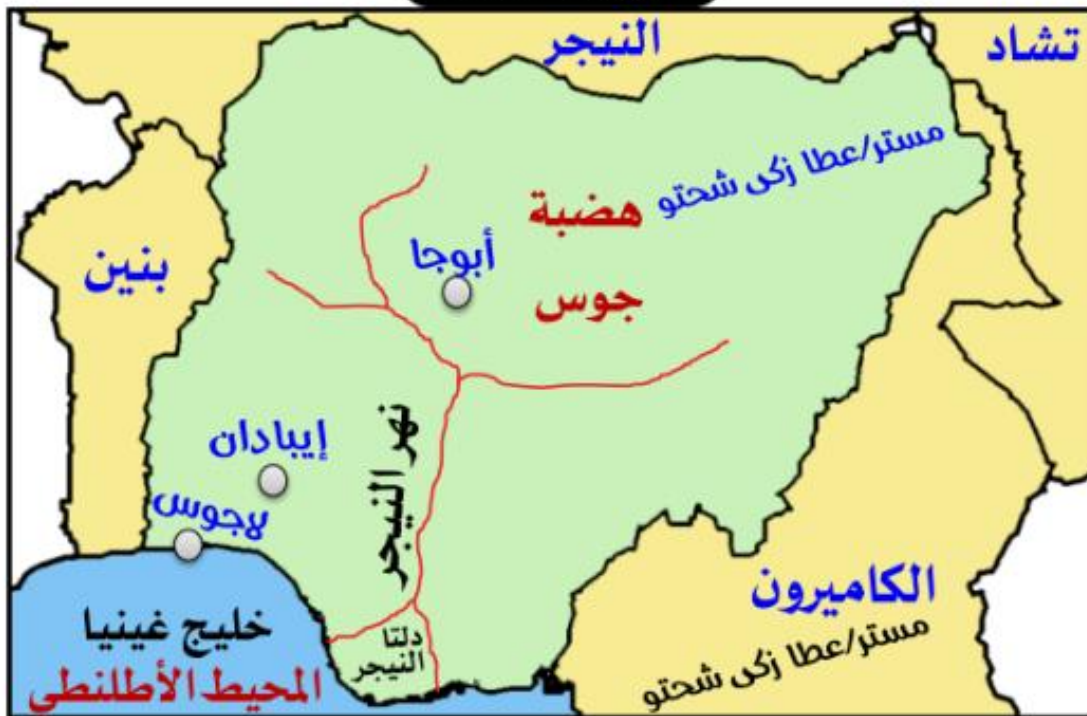 النيجر
تشاد
مستر/عطا زكى شحتو
هضبة
جوس
أبوجا
بنين
نهر النيجر
إيبادان
لاجوس
خليج غينيا
المحيط الأطلنطى
دلتا
النيجر
الكاميرون
مستر/عطا زكى شحتو